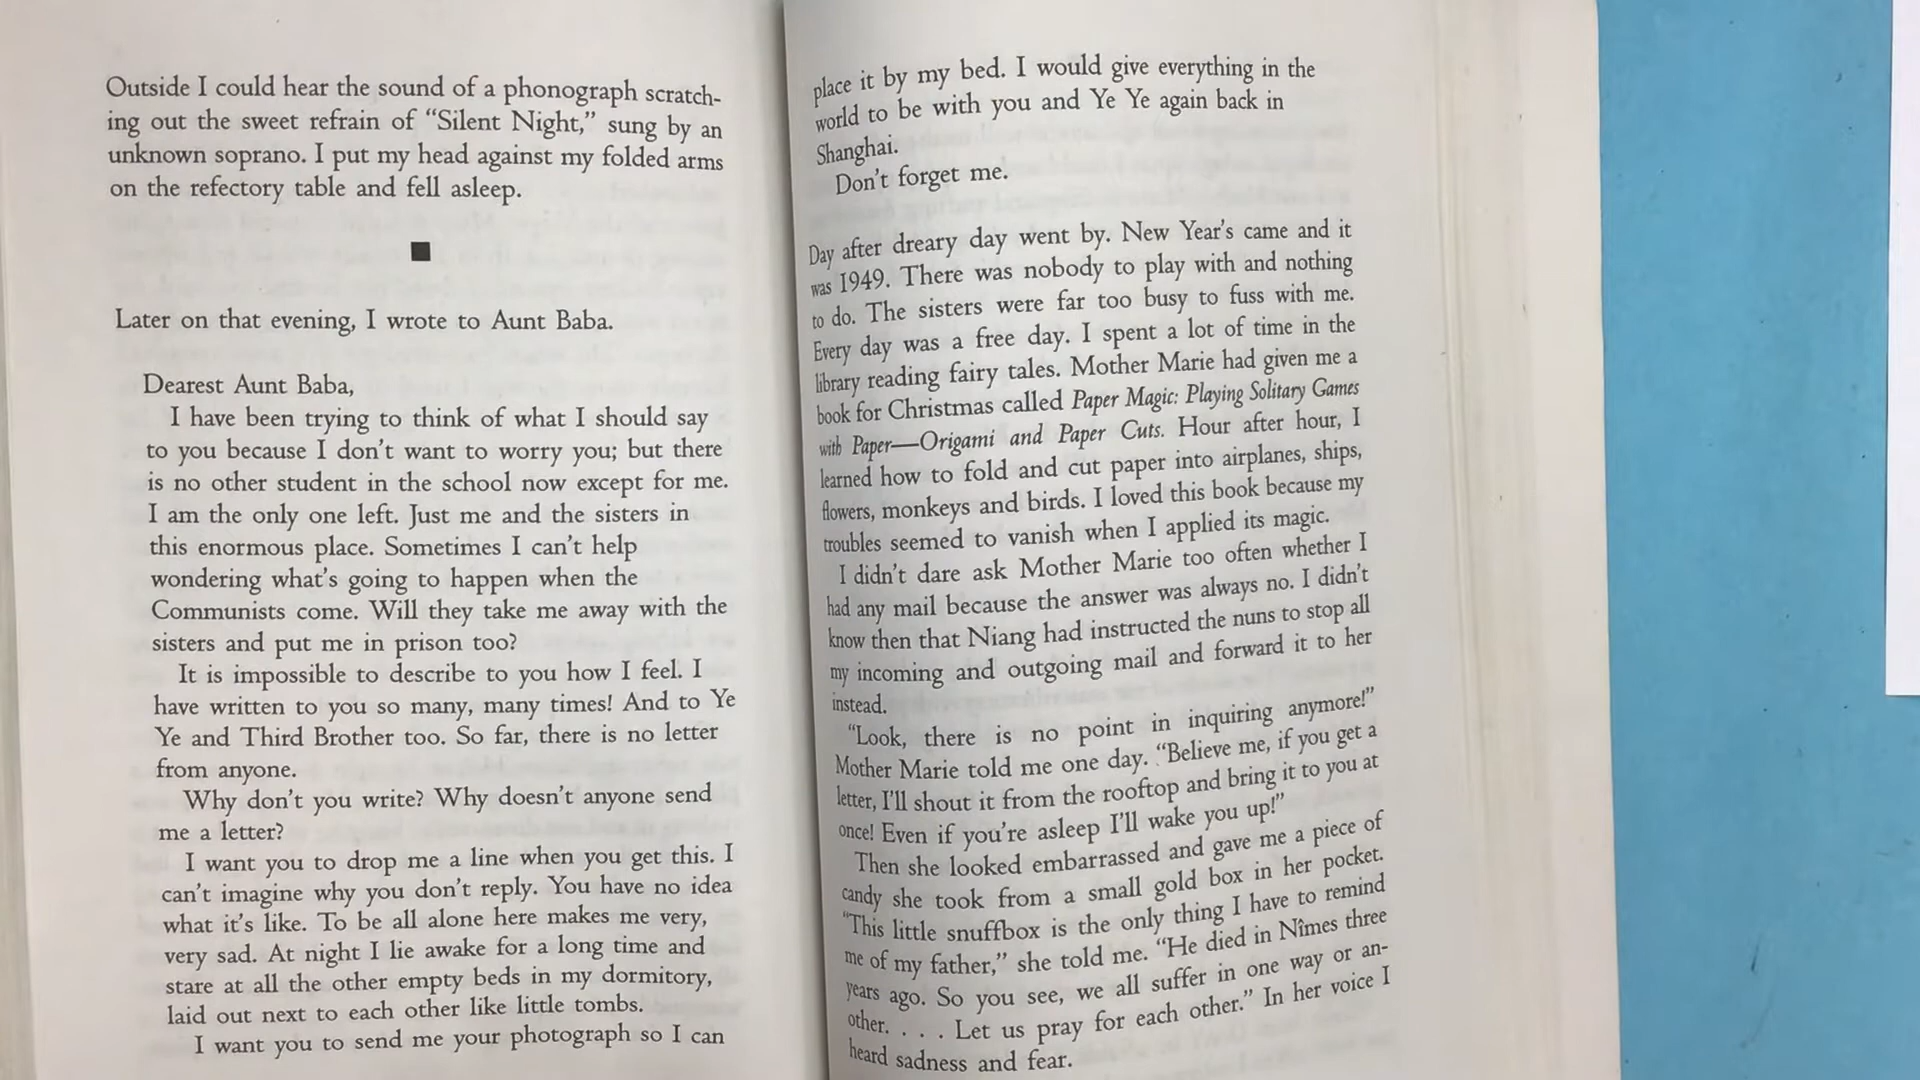 Outside I could hear the sound of a phonograph scratch-
ing out the sweet refrain of “Silent Night,” sung by an
unknown soprano. I put my head against my folded arms
on the refectory table and fell asleep.
Later on that evening, I wrote to Aunt Baba.
Dearest Aunt Baba,
I have been trying to think of what I should say
to you because I don’t want to worry you; but there
is no other student in the school now except for me.
I am the only one left. Just me and the sisters in
this enormous place. Sometimes I can’t help
wondering what’s going to happen when the
Communists come. Will they take me away with the
sisters and put me in prison too?
It is impossible to describe to you how I feel. I
have written to you so many, many times! And to Ye
Ye and Third Brother too. So far, there is no letter
from anyone.
Why don’t you write? Why doesn’t anyone send
me a letter?
I want you to drop me a line when you get this. I
can’t imagine why you don’t reply. You have no idea
what it’s like. To be all alone here makes me very,
very sad. At night I lie awake for a long time and
stare at all the other empty beds in my dormitory,
laid out next to each other like little tombs.
I want you to send me your photograph so I can
place it by my bed. I would give everything in the
world to be with you and Ye Ye again back in
Shanghai.
Don’t forget me.
Day after dreary day went by. New Year’s came and it
was 1949. There was nobody to play with and nothing
to do. The sisters were far too busy to fuss with me.
Every day was a free day. I spent a lot of time in the
library reading fairy tales. Mother Marie had given me a
book for Christmas called Paper Magic: Playing Solitary Games
with Paper—Origami and Paper Cuts. Hour after hour, I
learned how to fold and cut paper into airplanes, ships,
flowers, monkeys and birds. I loved this book because my
troubles seemed to vanish when I applied its magic.
I didn’t dare ask Mother Marie too often whether I
had any mail because the answer was always no. I didn’t
know then that Niang had instructed the nuns to stop all
my incoming and outgoing mail and forward it to her
instead.
“Look, there is no point in inquiring anymore!”
Mother Marie told me one day. “Believe me, if you get a
letter, I’ll shout it from the rooftop and bring it to you at
once! Even if you’re asleep I’ll wake you up!”
Then she looked embarrassed and gave me a piece of
candy she took from a small gold box in her pocket.
“This little snuffbox is the only thing I have to remind
me of my father,” she told me. “He died in Nîmes three
years ago. So you see, we all suffer in one way or an-
other. . . . Let us pray for each other.” In her voice I
heard sadness and fear.